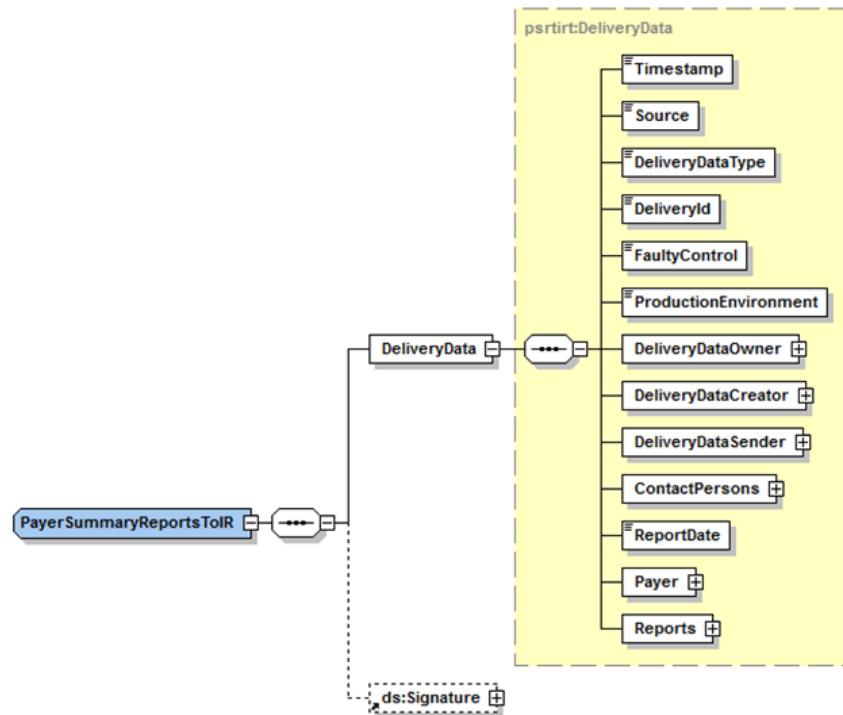 psrtirt:DeliveryData
Timestamp
Source
DeliveryDataType
DeliveryId
FaultyControl
ProductionEnvironment
DeliveryData
DeliveryDataOwner
DeliveryDataCreator
DeliveryDataSender
ContactPersons
PayerSummaryReportsToIR
ReportDate
Payer
Reports
ds:Signature